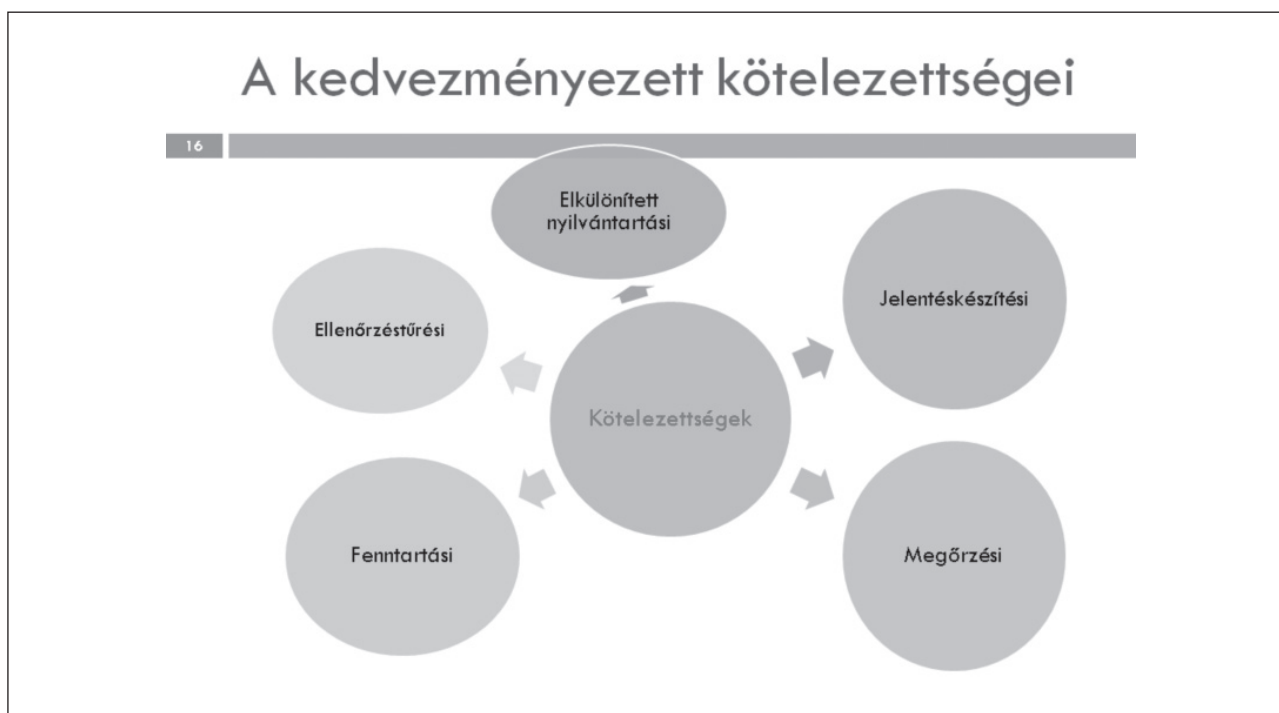 A kedvezményezett kötelezettségei
16
Elkülönített
nyilvántartási
Jelentéskészítési
Ellenőrzéstűrési
Kötelezettségek
Fenntartási
Megőrzési